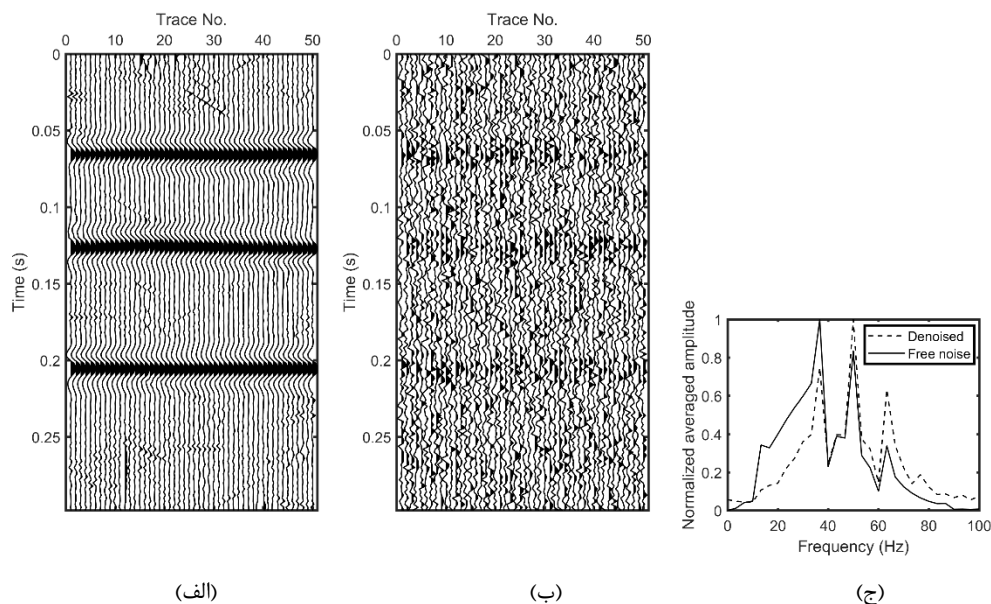 Trace No.
0 10 20 30 40 50
0
0.05
0.1
0.15
0.2
0.25
Time (s)
Trace No.
0 10 20 30 40 50
0
0.05
0.1
0.15
0.2
0.25
Time (s)
1
0.8
0.6
0.4
0.2
0
Normalized averaged amplitude
Denoised
Free noise
0 20 40 60 80 100
Frequency (Hz)
(الف)
(ب)
(ج)